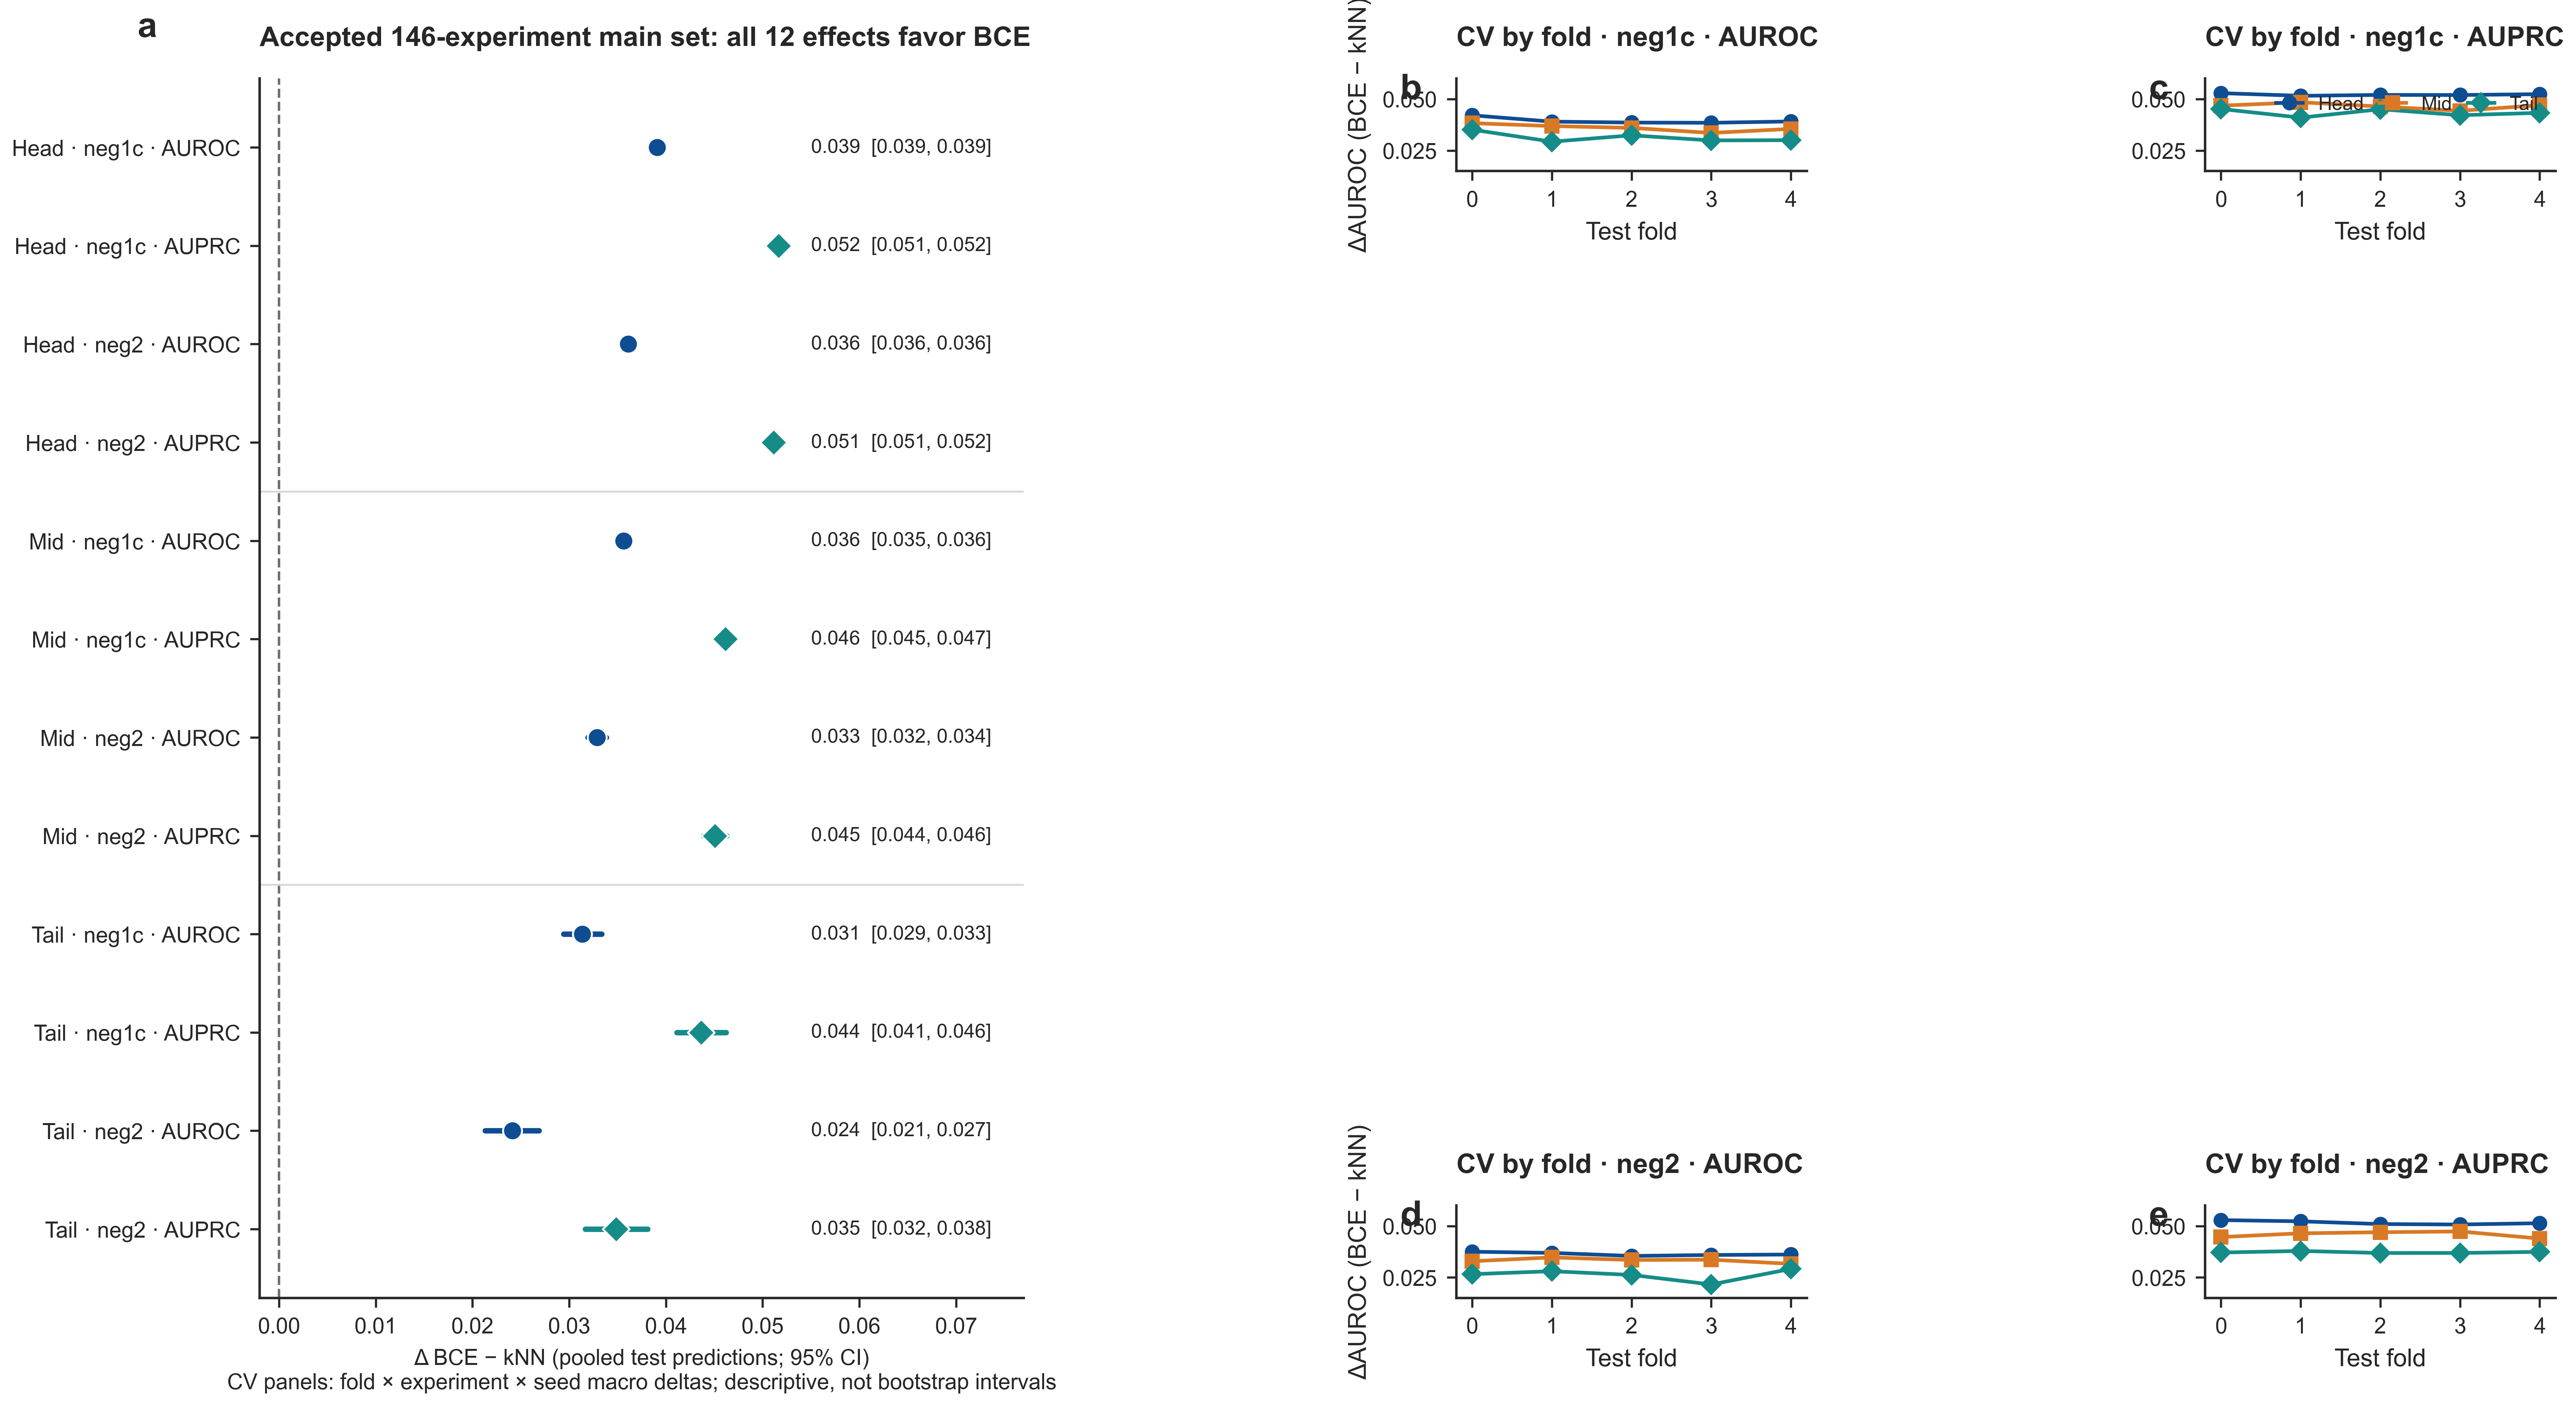 a
Accepted 146-experiment main set: all 12 effects favor BCE
Head · neg1c · AUROC
0.039 [0.039, 0.039]
Head · neg1c · AUPRC
0.052 [0.051, 0.052]
Head · neg2 · AUROC
0.036 [0.036, 0.036]
Head · neg2 · AUPRC
0.051 [0.051, 0.052]
Mid · neg1c · AUROC
0.036 [0.035, 0.036]
Mid · neg1c · AUPRC
0.046 [0.045, 0.047]
Mid · neg2 · AUROC
0.033 [0.032, 0.034]
Mid · neg2 · AUPRC
0.045 [0.044, 0.046]
Tail · neg1c · AUROC
0.031 [0.029, 0.033]
Tail · neg1c · AUPRC
0.044 [0.041, 0.046]
Tail · neg2 · AUROC
0.024 [0.021, 0.027]
Tail · neg2 · AUPRC
0.035 [0.032, 0.038]
0.00 0.01 0.02 0.03 0.04 0.05 0.06 0.07
Δ BCE − kNN (pooled test predictions; 95% CI)
CV panels: fold × experiment × seed macro deltas; descriptive, not bootstrap intervals
b
CV by fold · neg1c · AUROC
ΔAUROC (BCE − kNN)
0.050
0.025
0 1 2 3 4
Test fold
c
CV by fold · neg1c · AUPRC
Head Mid Tail
0.050
0.025
0 1 2 3 4
Test fold
d
CV by fold · neg2 · AUROC
ΔAUROC (BCE − kNN)
0.050
0.025
0 1 2 3 4
Test fold
e
CV by fold · neg2 · AUPRC
0.050
0.025
0 1 2 3 4
Test fold